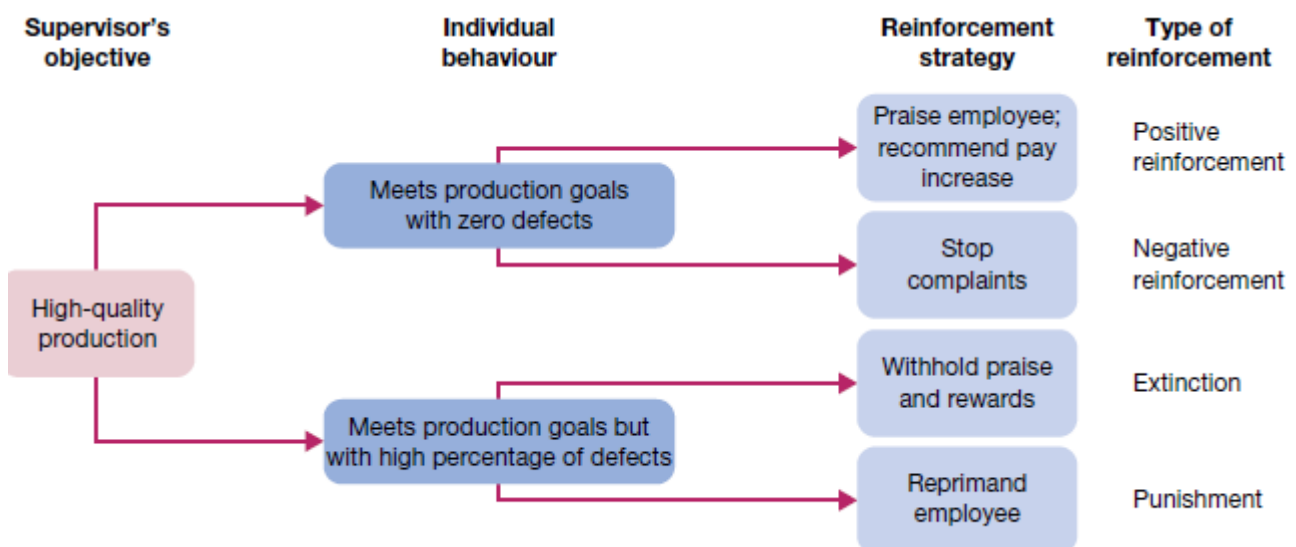 Supervisor's
objective
Individual
behaviour
Reinforcement
strategy
Type of
reinforcement
High-quality
production
Meets production goals
with zero defects
Meets production goals but
with high percentage of defects
Praise employee;
recommend pay
increase
Positive
reinforcement
Stop
complaints
Negative
reinforcement
Withhold praise
and rewards
Extinction
Reprimand
employee
Punishment